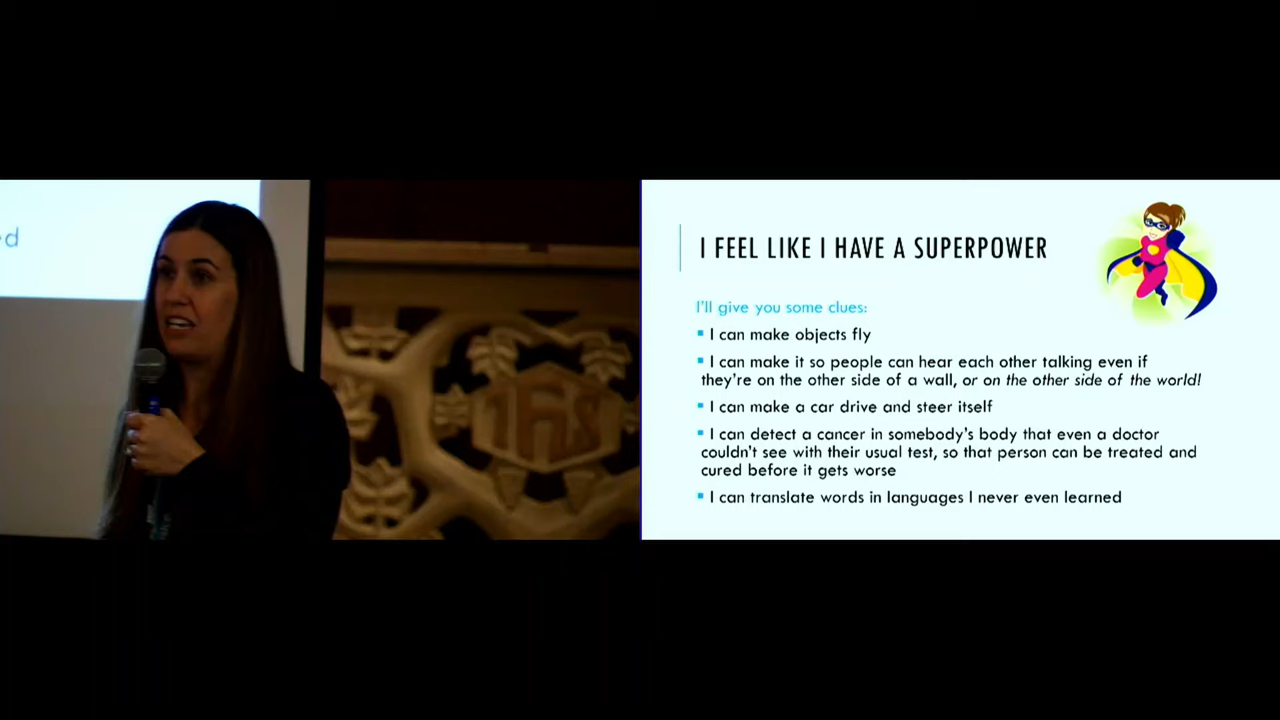 ed
I FEEL LIKE I HAVE A SUPERPOWER
I'll give you some clues:
▪ I can make objects fly
▪ I can make it so people can hear each other talking even if
they're on the other side of a wall, or on the other side of the world!
▪ I can make a car drive and steer itself
▪ I can detect a cancer in somebody's body that even a doctor
couldn't see with their usual test, so that person can be treated and
cured before it gets worse
▪ I can translate words in languages I never even learned
IHS